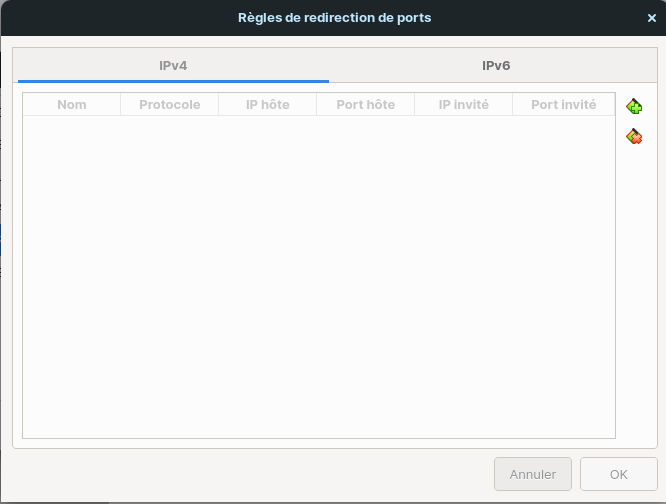 Règles de redirection de ports
IPv4 IPv6
Nom Protocole IP hôte Port hôte IP invité Port invité
Annuler OK